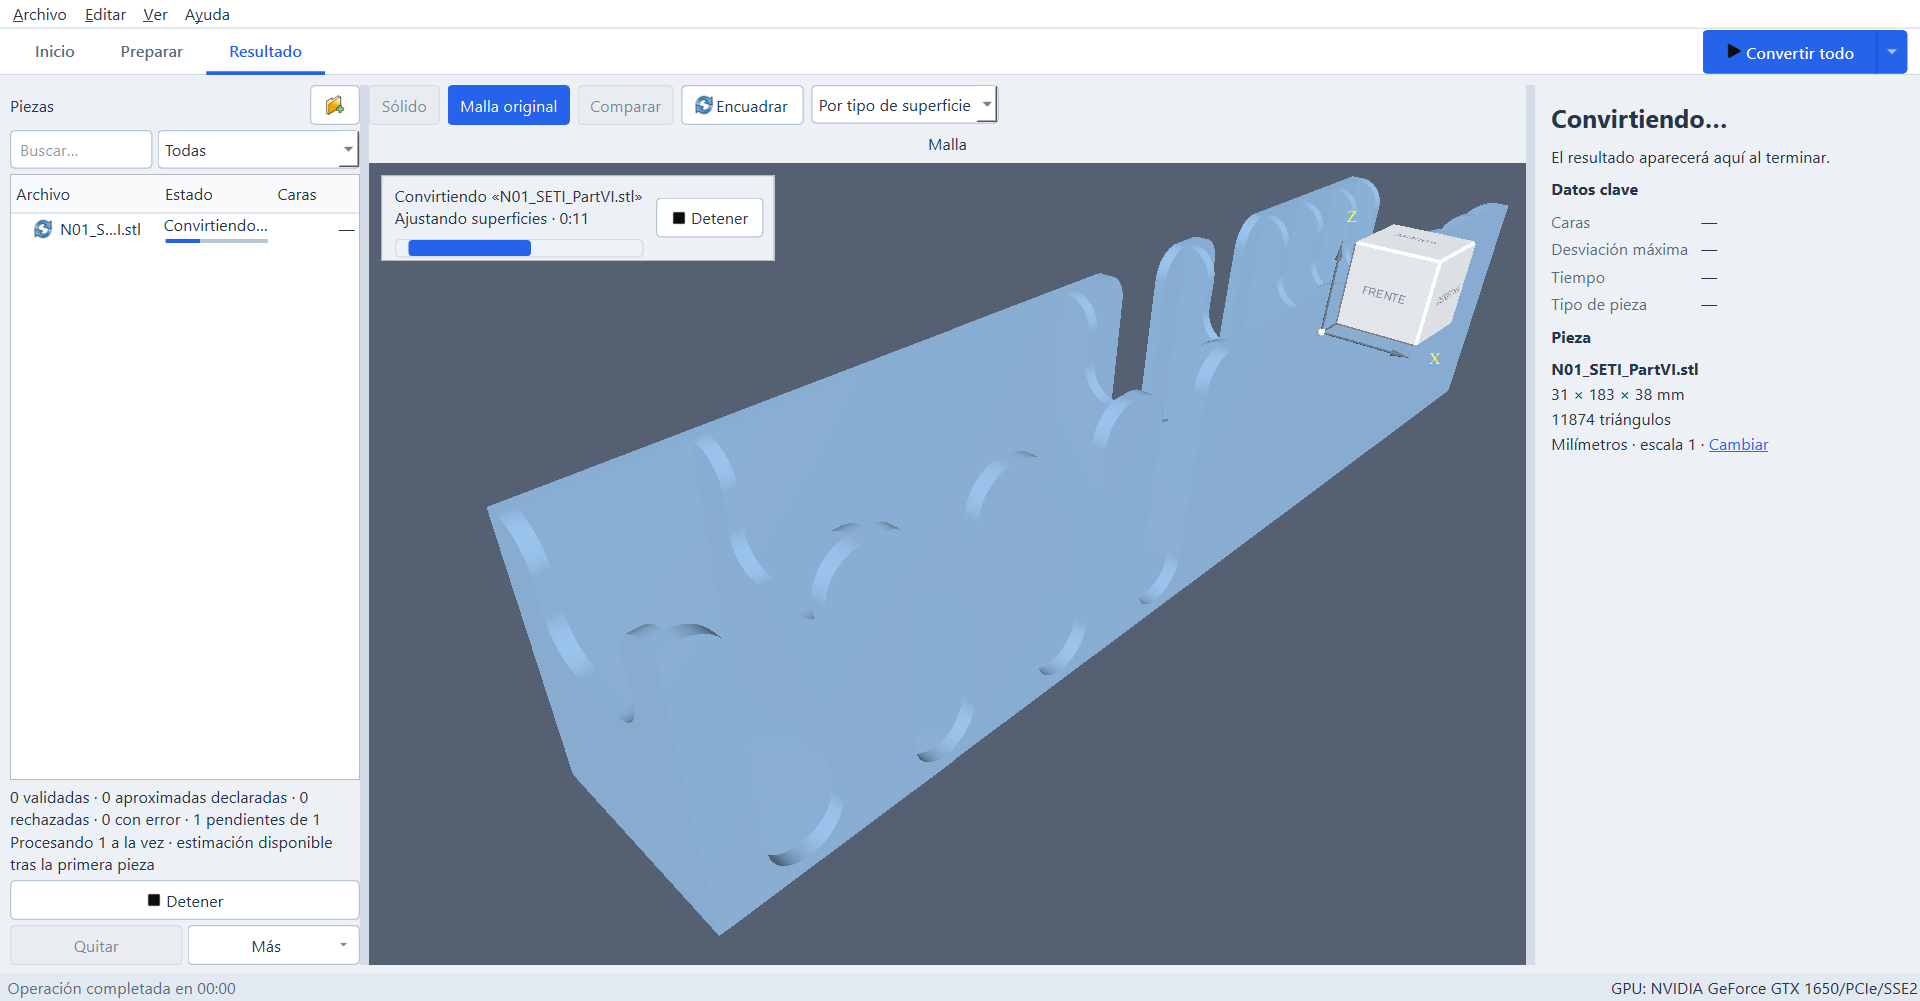 Archivo Editar Ver Ayuda
Inicio Preparar Resultado
Convertir todo
Piezas
Buscar...
Todas
Archivo Estado Caras
N01_S...I.stl Convirtiendo... —
0 validadas · 0 aproximadas declaradas · 0
rechazadas · 0 con error · 1 pendientes de 1
Procesando 1 a la vez · estimación disponible
tras la primera pieza
Detener
Quitar
Más
Sólido
Malla original
Comparar
Encuadrar
Por tipo de superficie
Malla
Convirtiendo «N01_SETI_PartVI.stl»
Ajustando superficies · 0:11
Detener
Z
FRENTE
X
Convirtiendo...
El resultado aparecerá aquí al terminar.
Datos clave
Caras —
Desviación máxima —
Tiempo —
Tipo de pieza —
Pieza
N01_SETI_PartVI.stl
31 × 183 × 38 mm
11874 triángulos
Milímetros · escala 1 · Cambiar
Operación completada en 00:00
GPU: NVIDIA GeForce GTX 1650/PCIe/SSE2